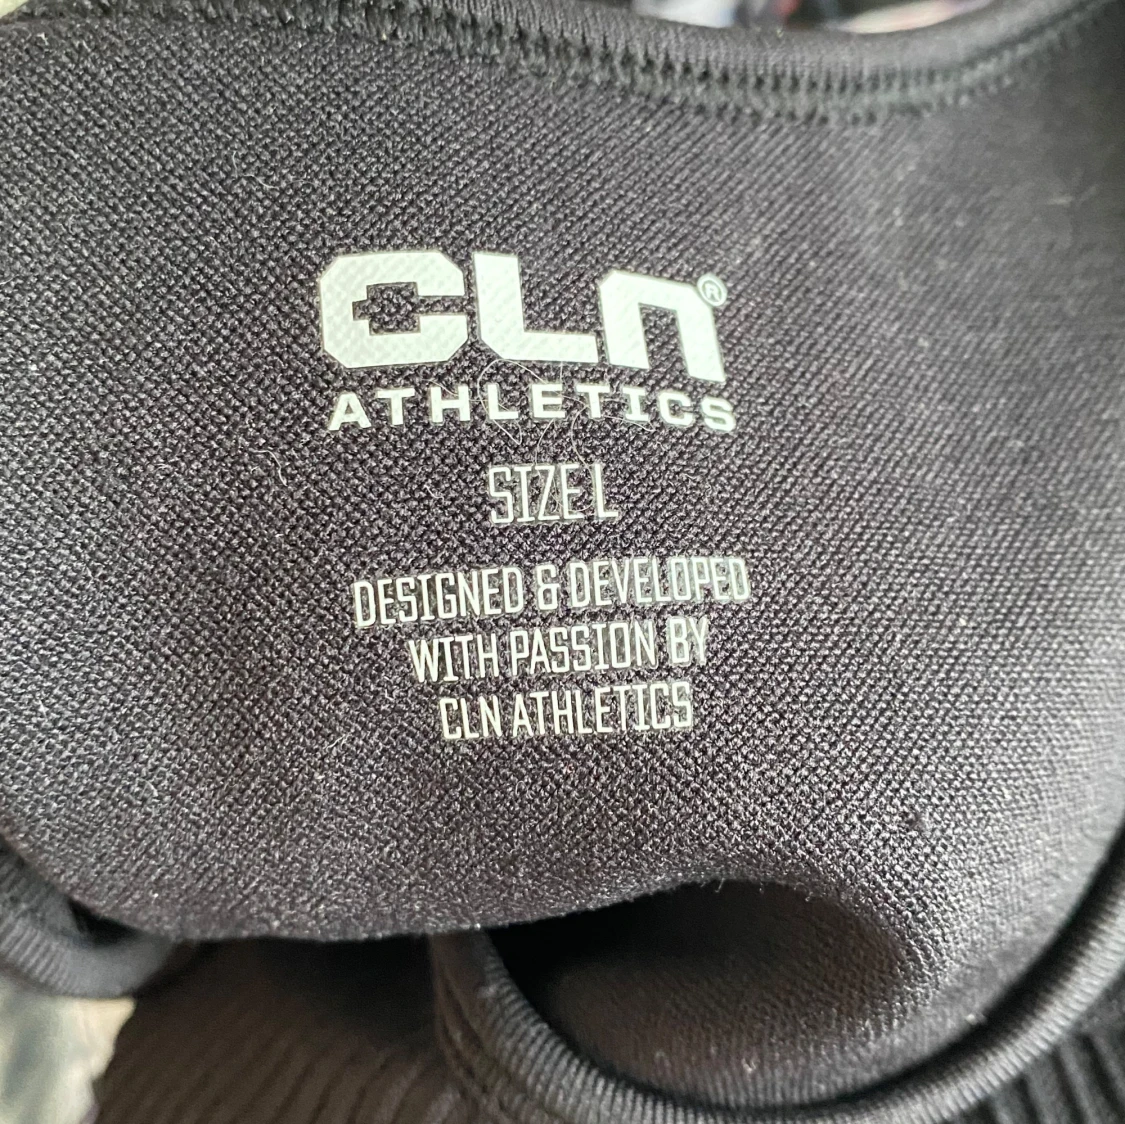 CLN®
ATHLETICS
SIZE L
DESIGNED & DEVELOPED
WITH PASSION BY
CLN ATHLETICS